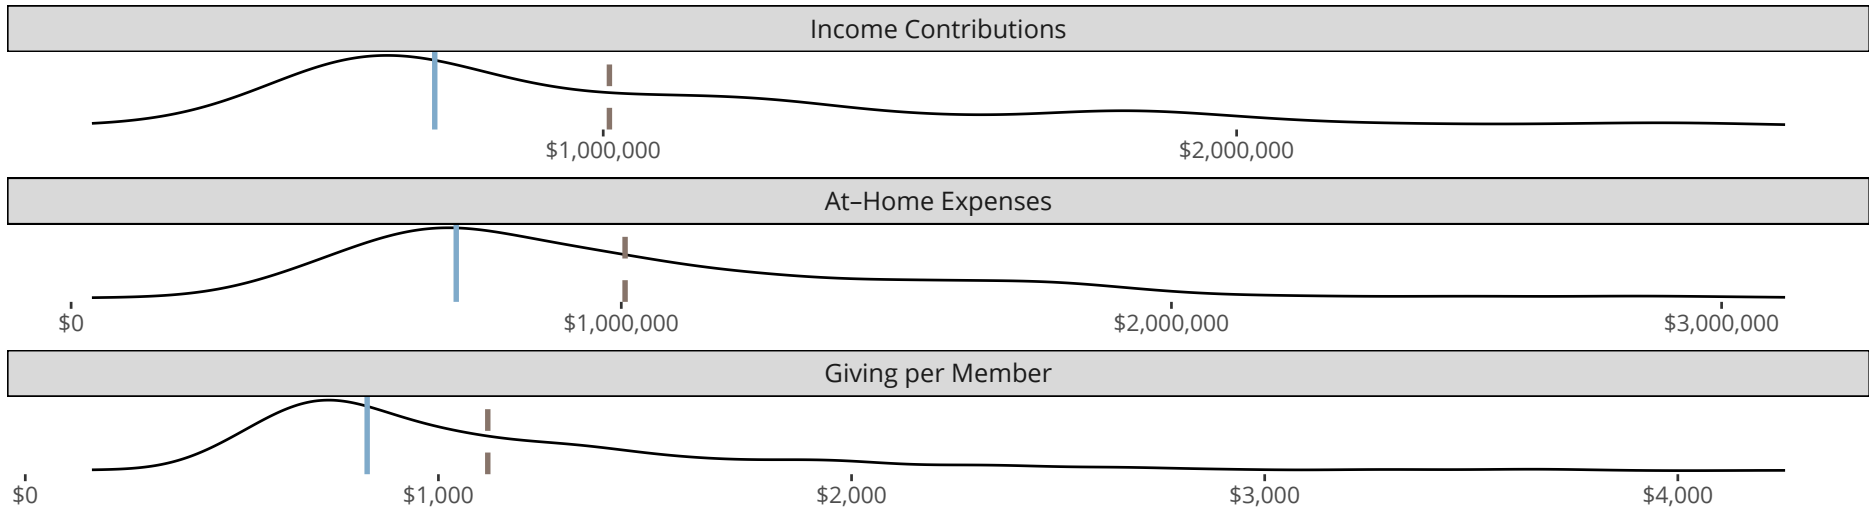 Income Contributions
$1,000,000 $2,000,000
At–Home Expenses
$0 $1,000,000 $2,000,000 $3,000,000
Giving per Member
$0 $1,000 $2,000 $3,000 $4,000